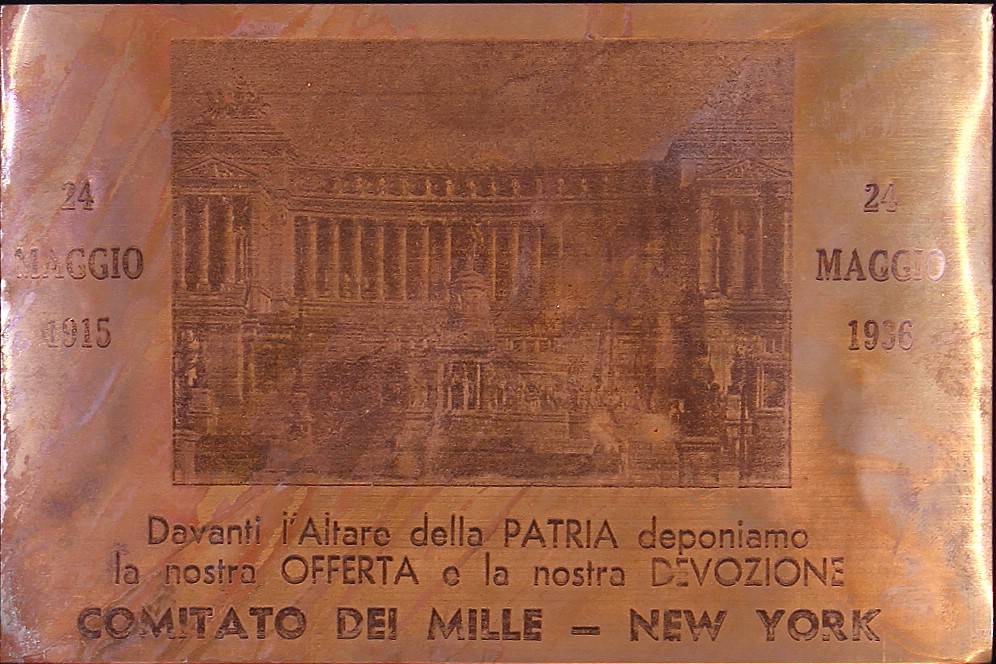 24
MAGGIO
1915
24
MAGGIO
1936
Davanti l'Altare della PATRIA deponiamo
la nostra OFFERTA e la nostra DEVOZIONE
COMITATO DEI MILLE — NEW YORK